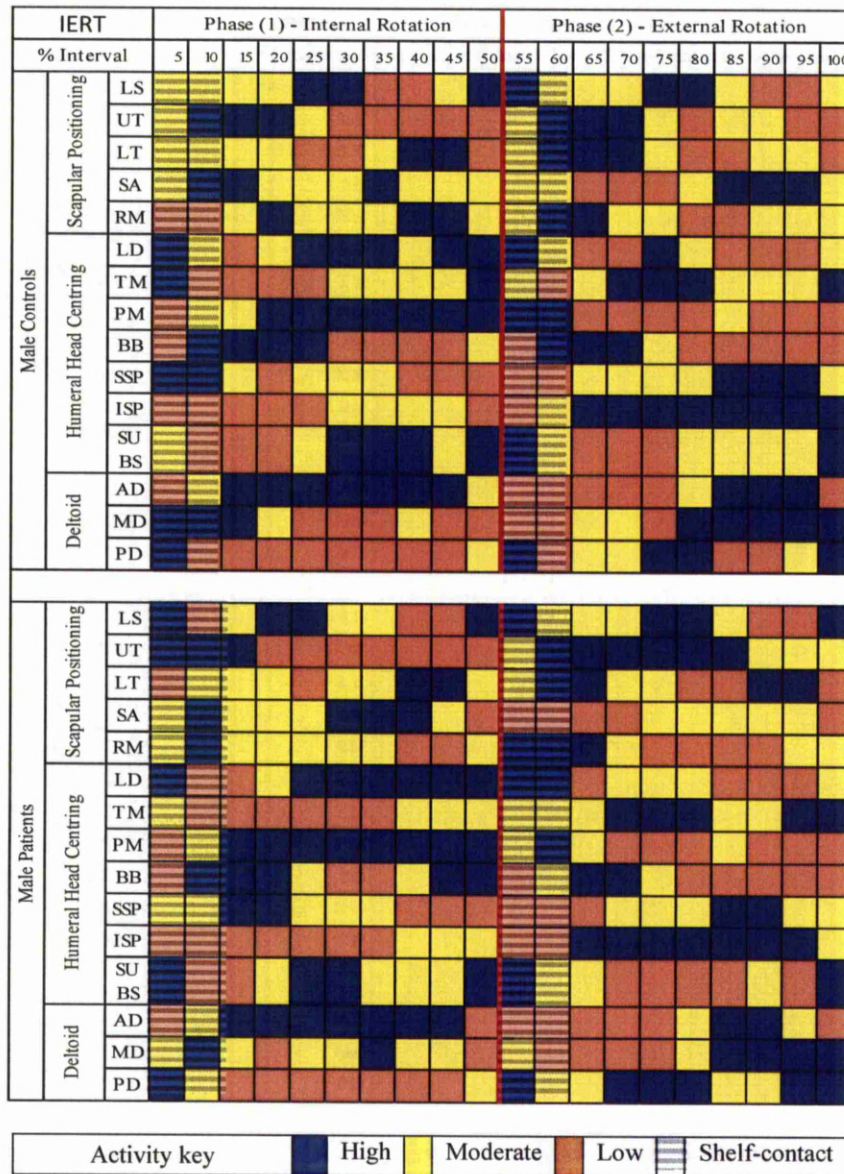 IERT Phase (1) - Internal Rotation Phase (2) - External Rotation
% Interval 5 10 15 20 25 30 35 40 45 50 55 60 65 70 75 80 85 90 95 100
Male Controls
Scapular Positioning
LS
UT
LT
SA
RM
Humeral Head Centring
LD
TM
PM
BB
SSP
ISP
SU
BS
Deltoid
AD
MD
PD
Male Patients
Scapular Positioning
LS
UT
LT
SA
RM
Humeral Head Centring
LD
TM
PM
BB
SSP
ISP
SU
BS
Deltoid
AD
MD
PD
Activity key High Moderate Low Shelf-contact